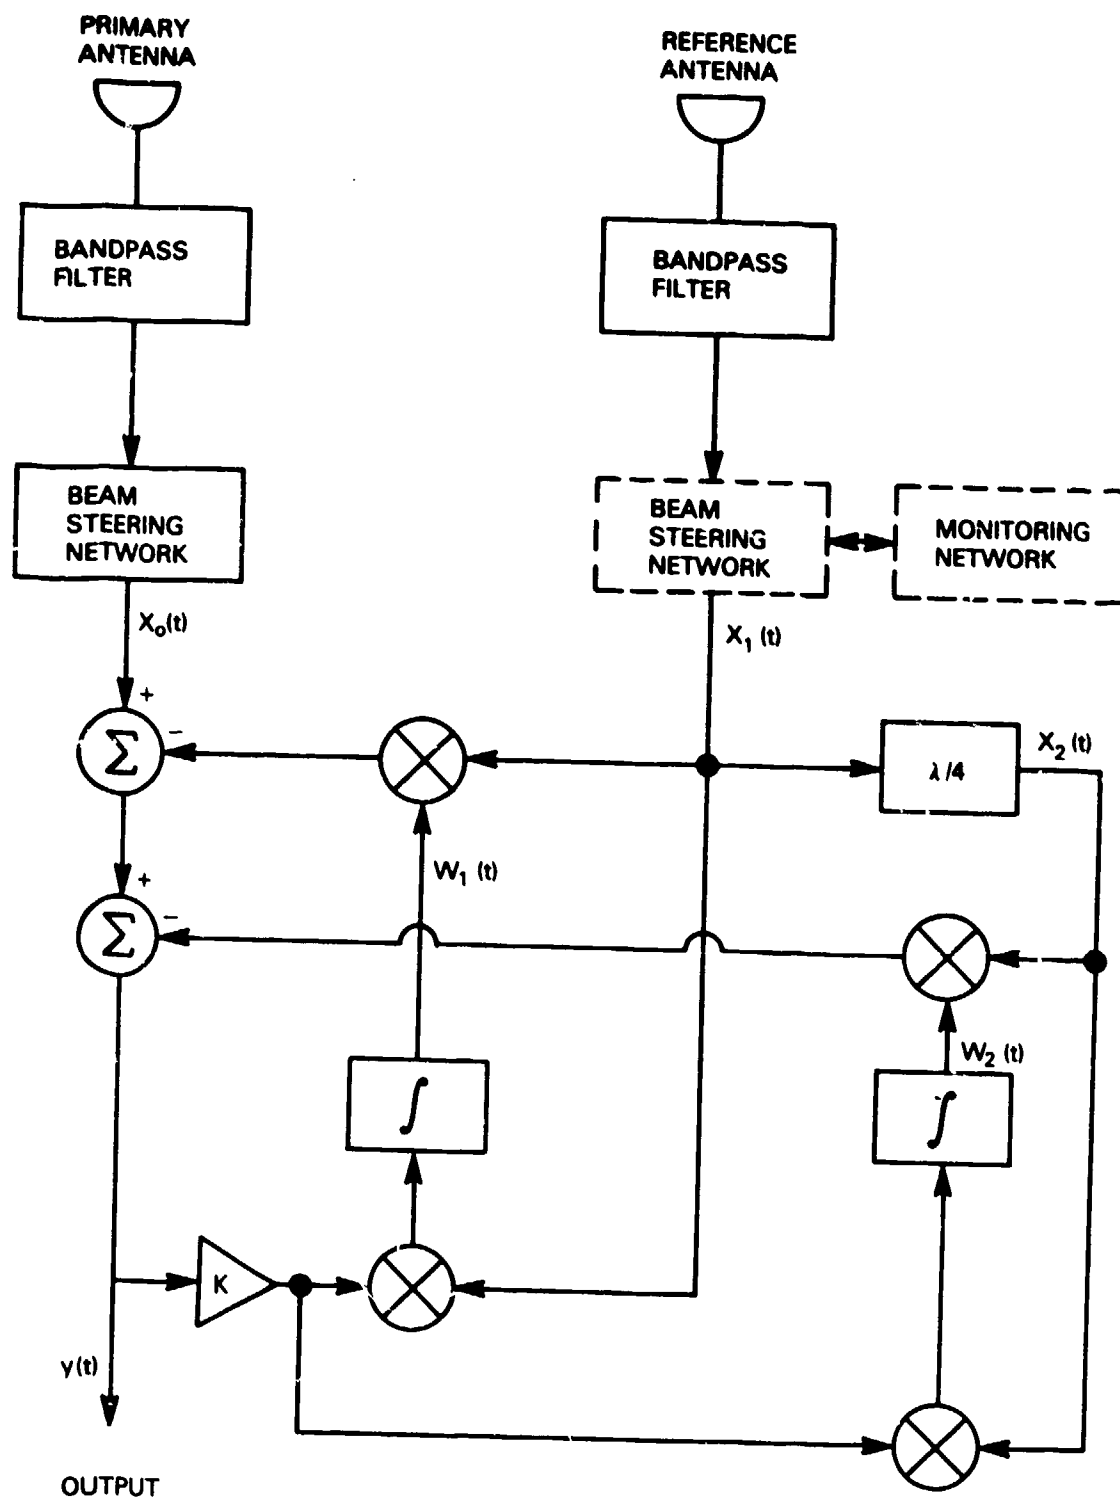 PRIMARY
ANTENNA
REFERENCE
ANTENNA
BANDPASS
FILTER
BANDPASS
FILTER
BEAM
STEERING
NETWORK
BEAM
STEERING
NETWORK
MONITORING
NETWORK
X₀(t)
X₁ (t)
+
−
Σ
λ/4
X₂ (t)
W₁ (t)
+
−
Σ
W₂ (t)
∫
∫
K
y(t)
OUTPUT